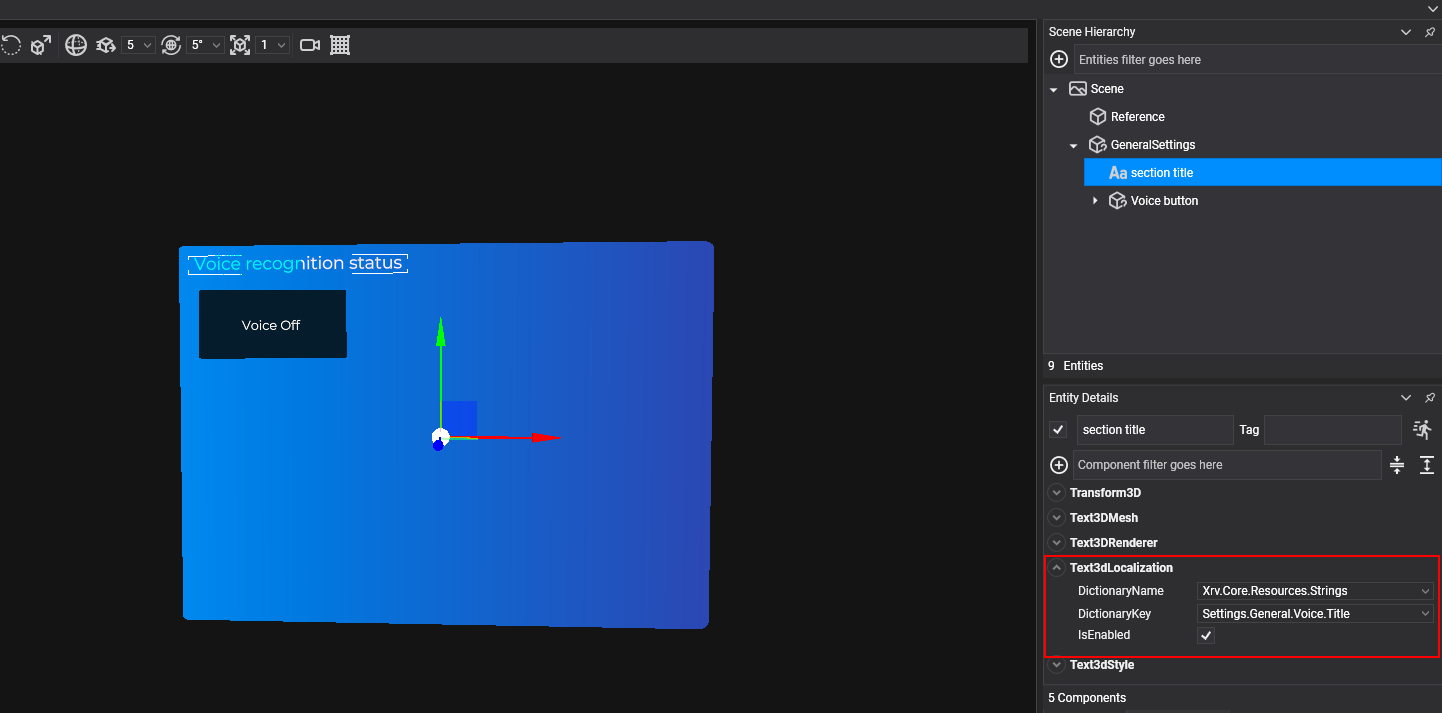 5
5°
1
Voice recognition status
Voice Off
Scene Hierarchy
Entities filter goes here
Scene
Reference
GeneralSettings
Aa section title
Voice button
9 Entities
Entity Details
section title Tag
Component filter goes here
Transform3D
Text3DMesh
Text3DRenderer
Text3dLocalization
DictionaryName Xrv.Core.Resources.Strings
DictionaryKey Settings.General.Voice.Title
IsEnabled
Text3dStyle
5 Components